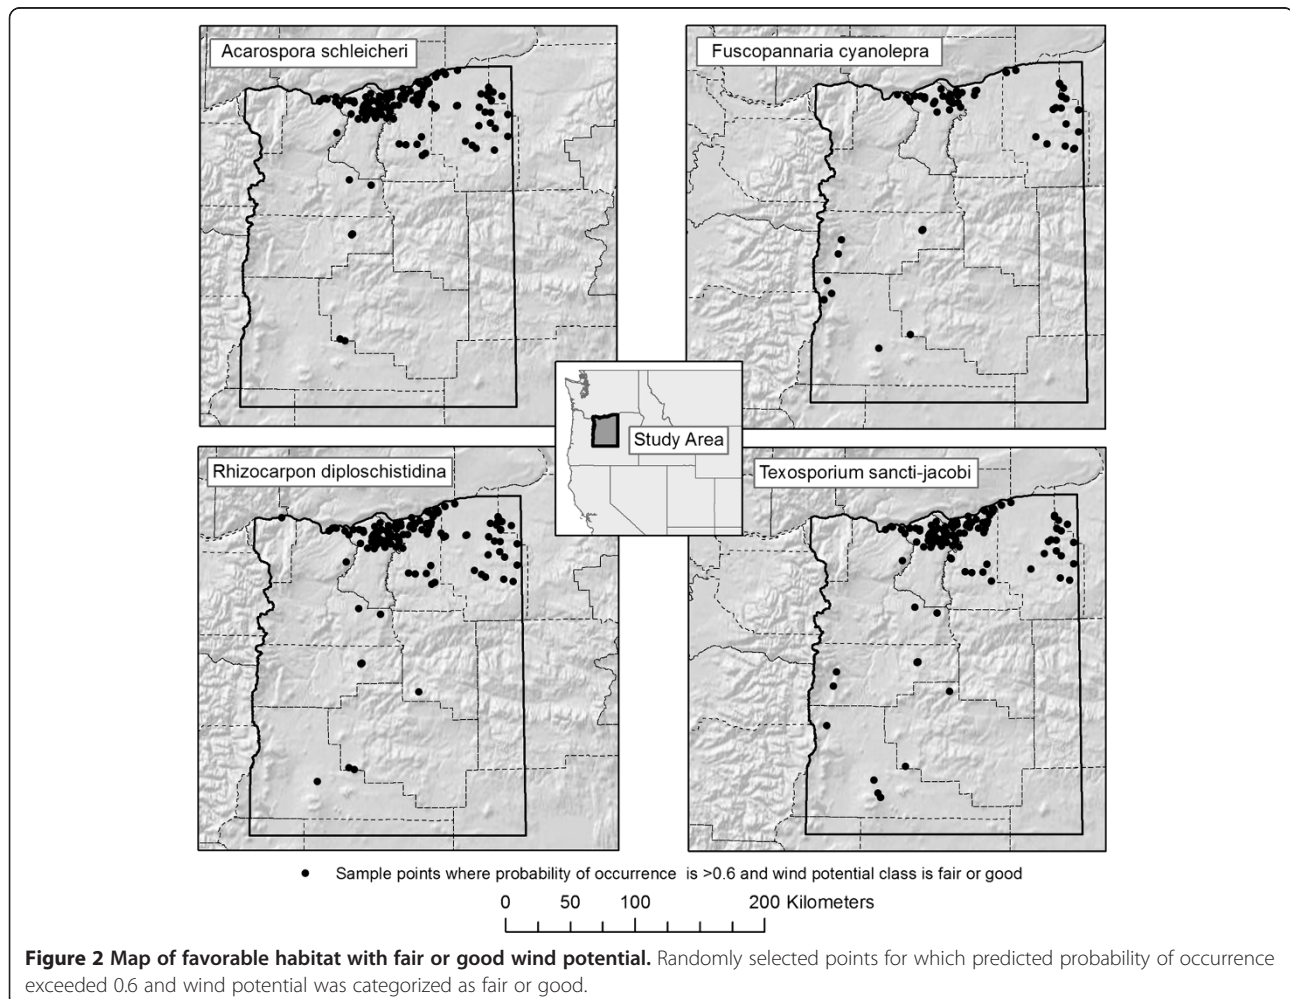 Acarospora schleicheri
Fuscopannaria cyanolepra
Study Area
Rhizocarpon diploschistidina
Texosporium sancti-jacobi
Sample points where probability of occurrence is >0.6 and wind potential class is fair or good
0 50 100 200 Kilometers
Figure 2 Map of favorable habitat with fair or good wind potential. Randomly selected points for which predicted probability of occurrence
exceeded 0.6 and wind potential was categorized as fair or good.